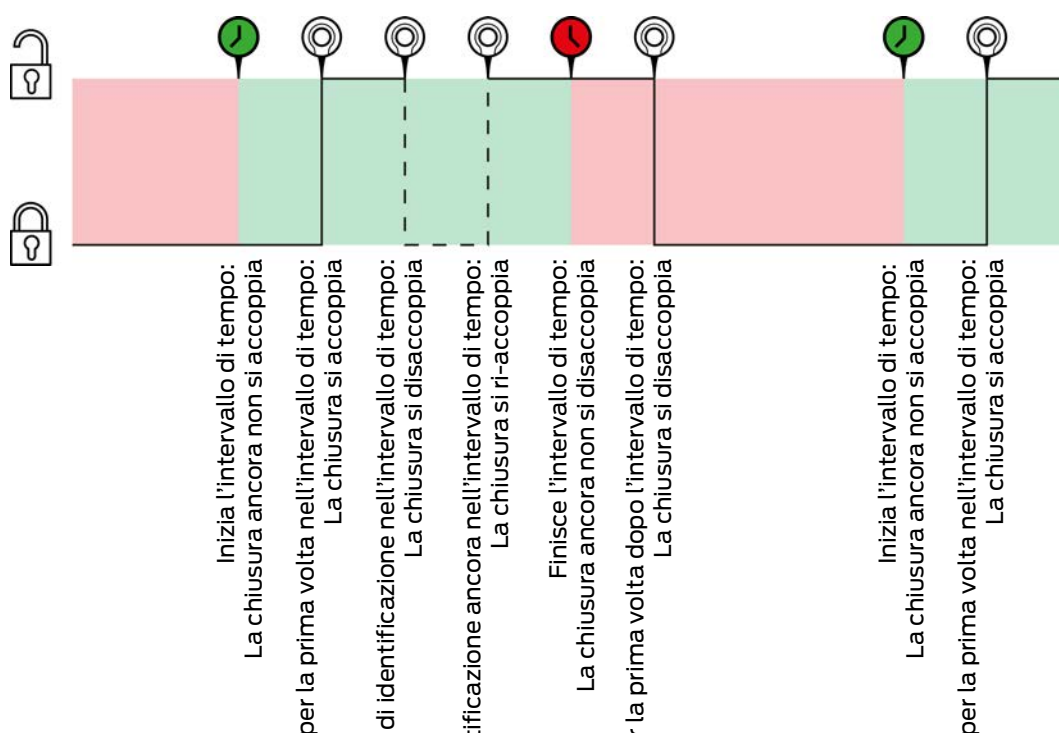 Inizia l'intervallo di tempo:
La chiusura ancora non si accoppia
per la prima volta nell'intervallo di tempo:
La chiusura si accoppia
di identificazione nell'intervallo di tempo:
La chiusura si disaccoppia
ancora nell'intervallo di tempo:
La chiusura si ri-accoppia
Finisce l'intervallo di tempo:
La chiusura ancora non si disaccoppia
la prima volta dopo l'intervallo di tempo:
La chiusura si disaccoppia
Inizia l'intervallo di tempo:
La chiusura ancora non si accoppia
per la prima volta nell'intervallo di tempo:
La chiusura si accoppia